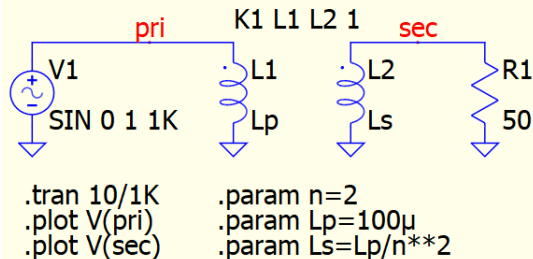 pri
K1 L1 L2 1
sec
V1
L1
L2
R1
SIN 0 1 1K
Lp
Ls
50
.tran 10/1K
.plot V(pri)
.plot V(sec)
.param n=2
.param Lp=100µ
.param Ls=Lp/n**2